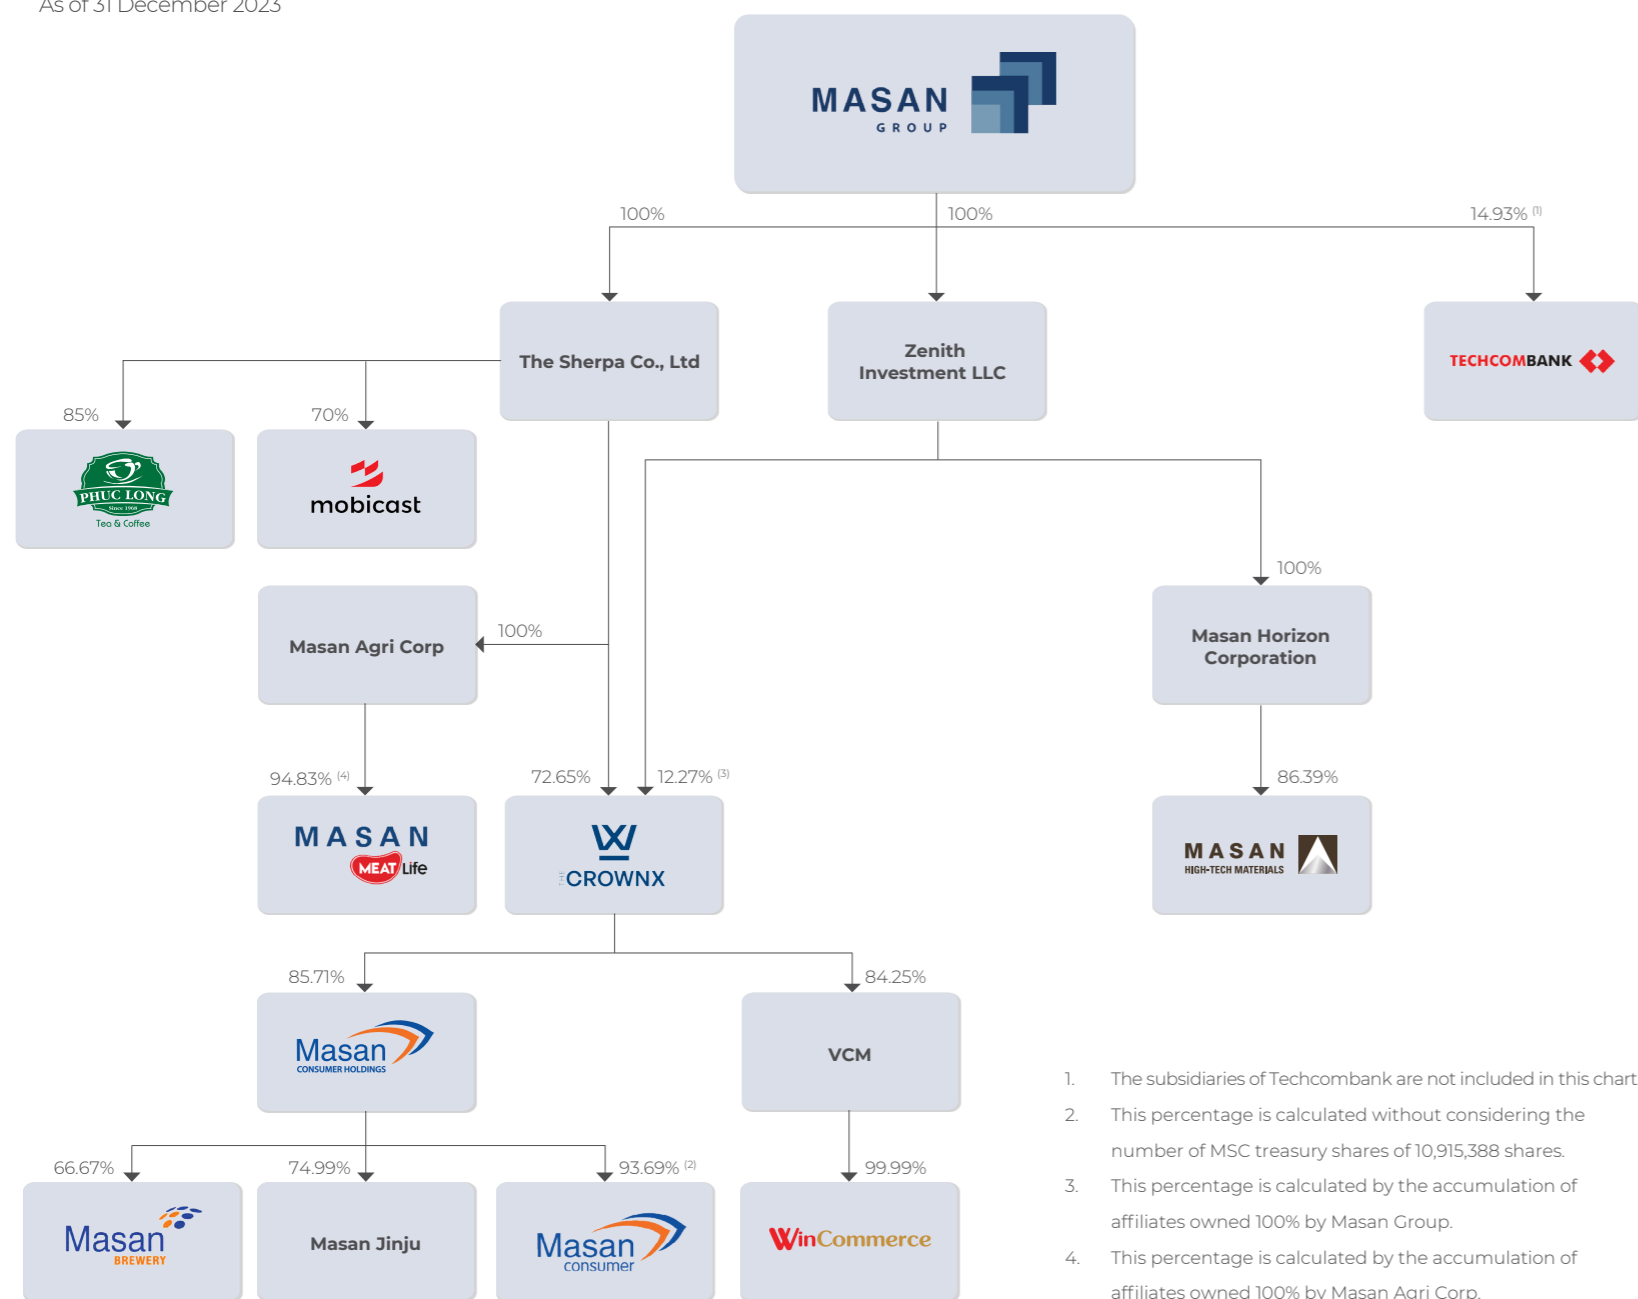 As of 31 December 2023
MASAN
GROUP
100%
100%
14.93% (1)
The Sherpa Co., Ltd
Zenith
Investment LLC
TECHCOMBANK
85%
70%
PHUC LONG
Since 1968
Tea & Coffee
mobicast
100%
Masan Agri Corp
100%
Masan Horizon
Corporation
94.83% (4)
72.65%
12.27% (3)
86.39%
MASAN
MEATLife
THE CROWNX
MASAN
HIGH-TECH MATERIALS
85.71%
84.25%
Masan
CONSUMER HOLDINGS
VCM
66.67%
74.99%
93.69% (2)
99.99%
Masan
BREWERY
Masan Jinju
Masan
consumer
WinCommerce
1. The subsidiaries of Techcombank are not included in this chart
2. This percentage is calculated without considering the
number of MSC treasury shares of 10,915,388 shares.
3. This percentage is calculated by the accumulation of
affiliates owned 100% by Masan Group.
4. This percentage is calculated by the accumulation of
affiliates owned 100% by Masan Agri Corp.